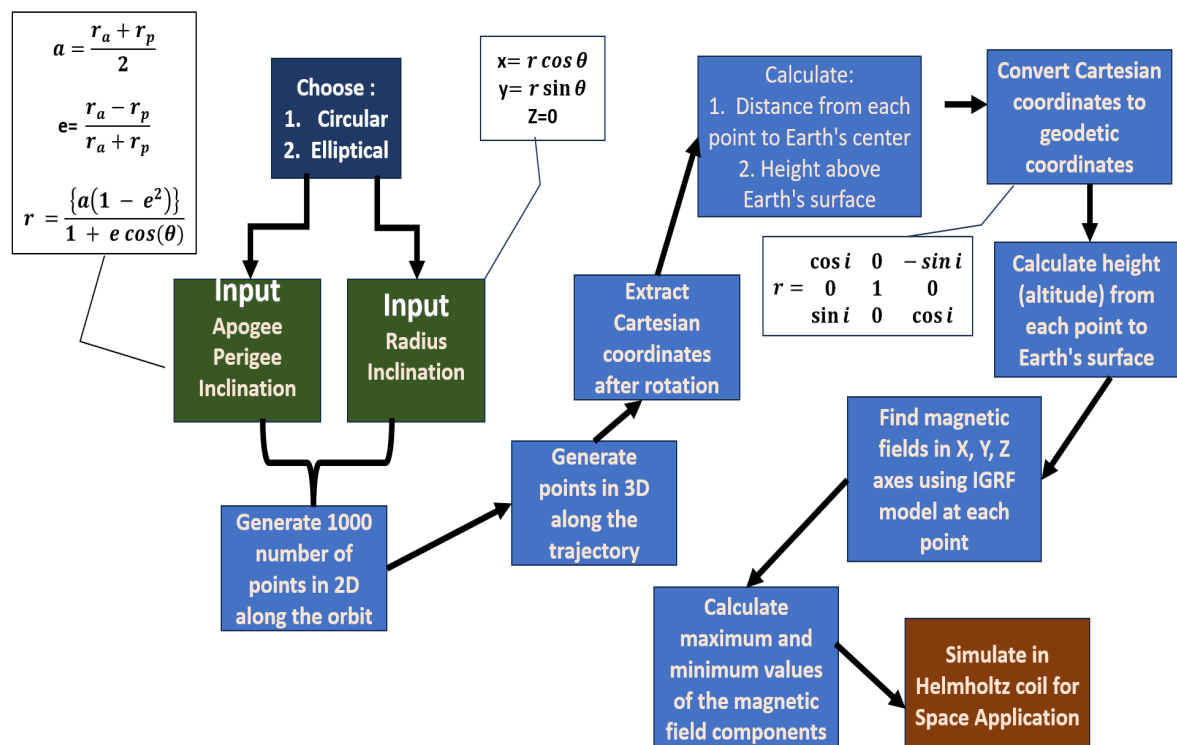 a = (r_a + r_p) / 2
e= (r_a − r_p) / (r_a + r_p)
r = {a(1 − e²)} / (1 + e cos(θ))
Choose :
1. Circular
2. Elliptical
x= r cos θ
y= r sin θ
Z=0
Input
Apogee
Perigee
Inclination
Input
Radius
Inclination
Generate 1000
number of
points in 2D
along the orbit
Generate
points in 3D
along the
trajectory
Extract
Cartesian
coordinates
after rotation
Calculate:
1. Distance from each
point to Earth's center
2. Height above
Earth's surface
Convert Cartesian
coordinates to
geodetic
coordinates
cos i 0 − sin i
r = 0 1 0
sin i 0 cos i
Calculate height
(altitude) from
each point to
Earth's surface
Find magnetic
fields in X, Y, Z
axes using IGRF
model at each
point
Calculate
maximum and
minimum values
of the magnetic
field components
Simulate in
Helmholtz coil for
Space Application